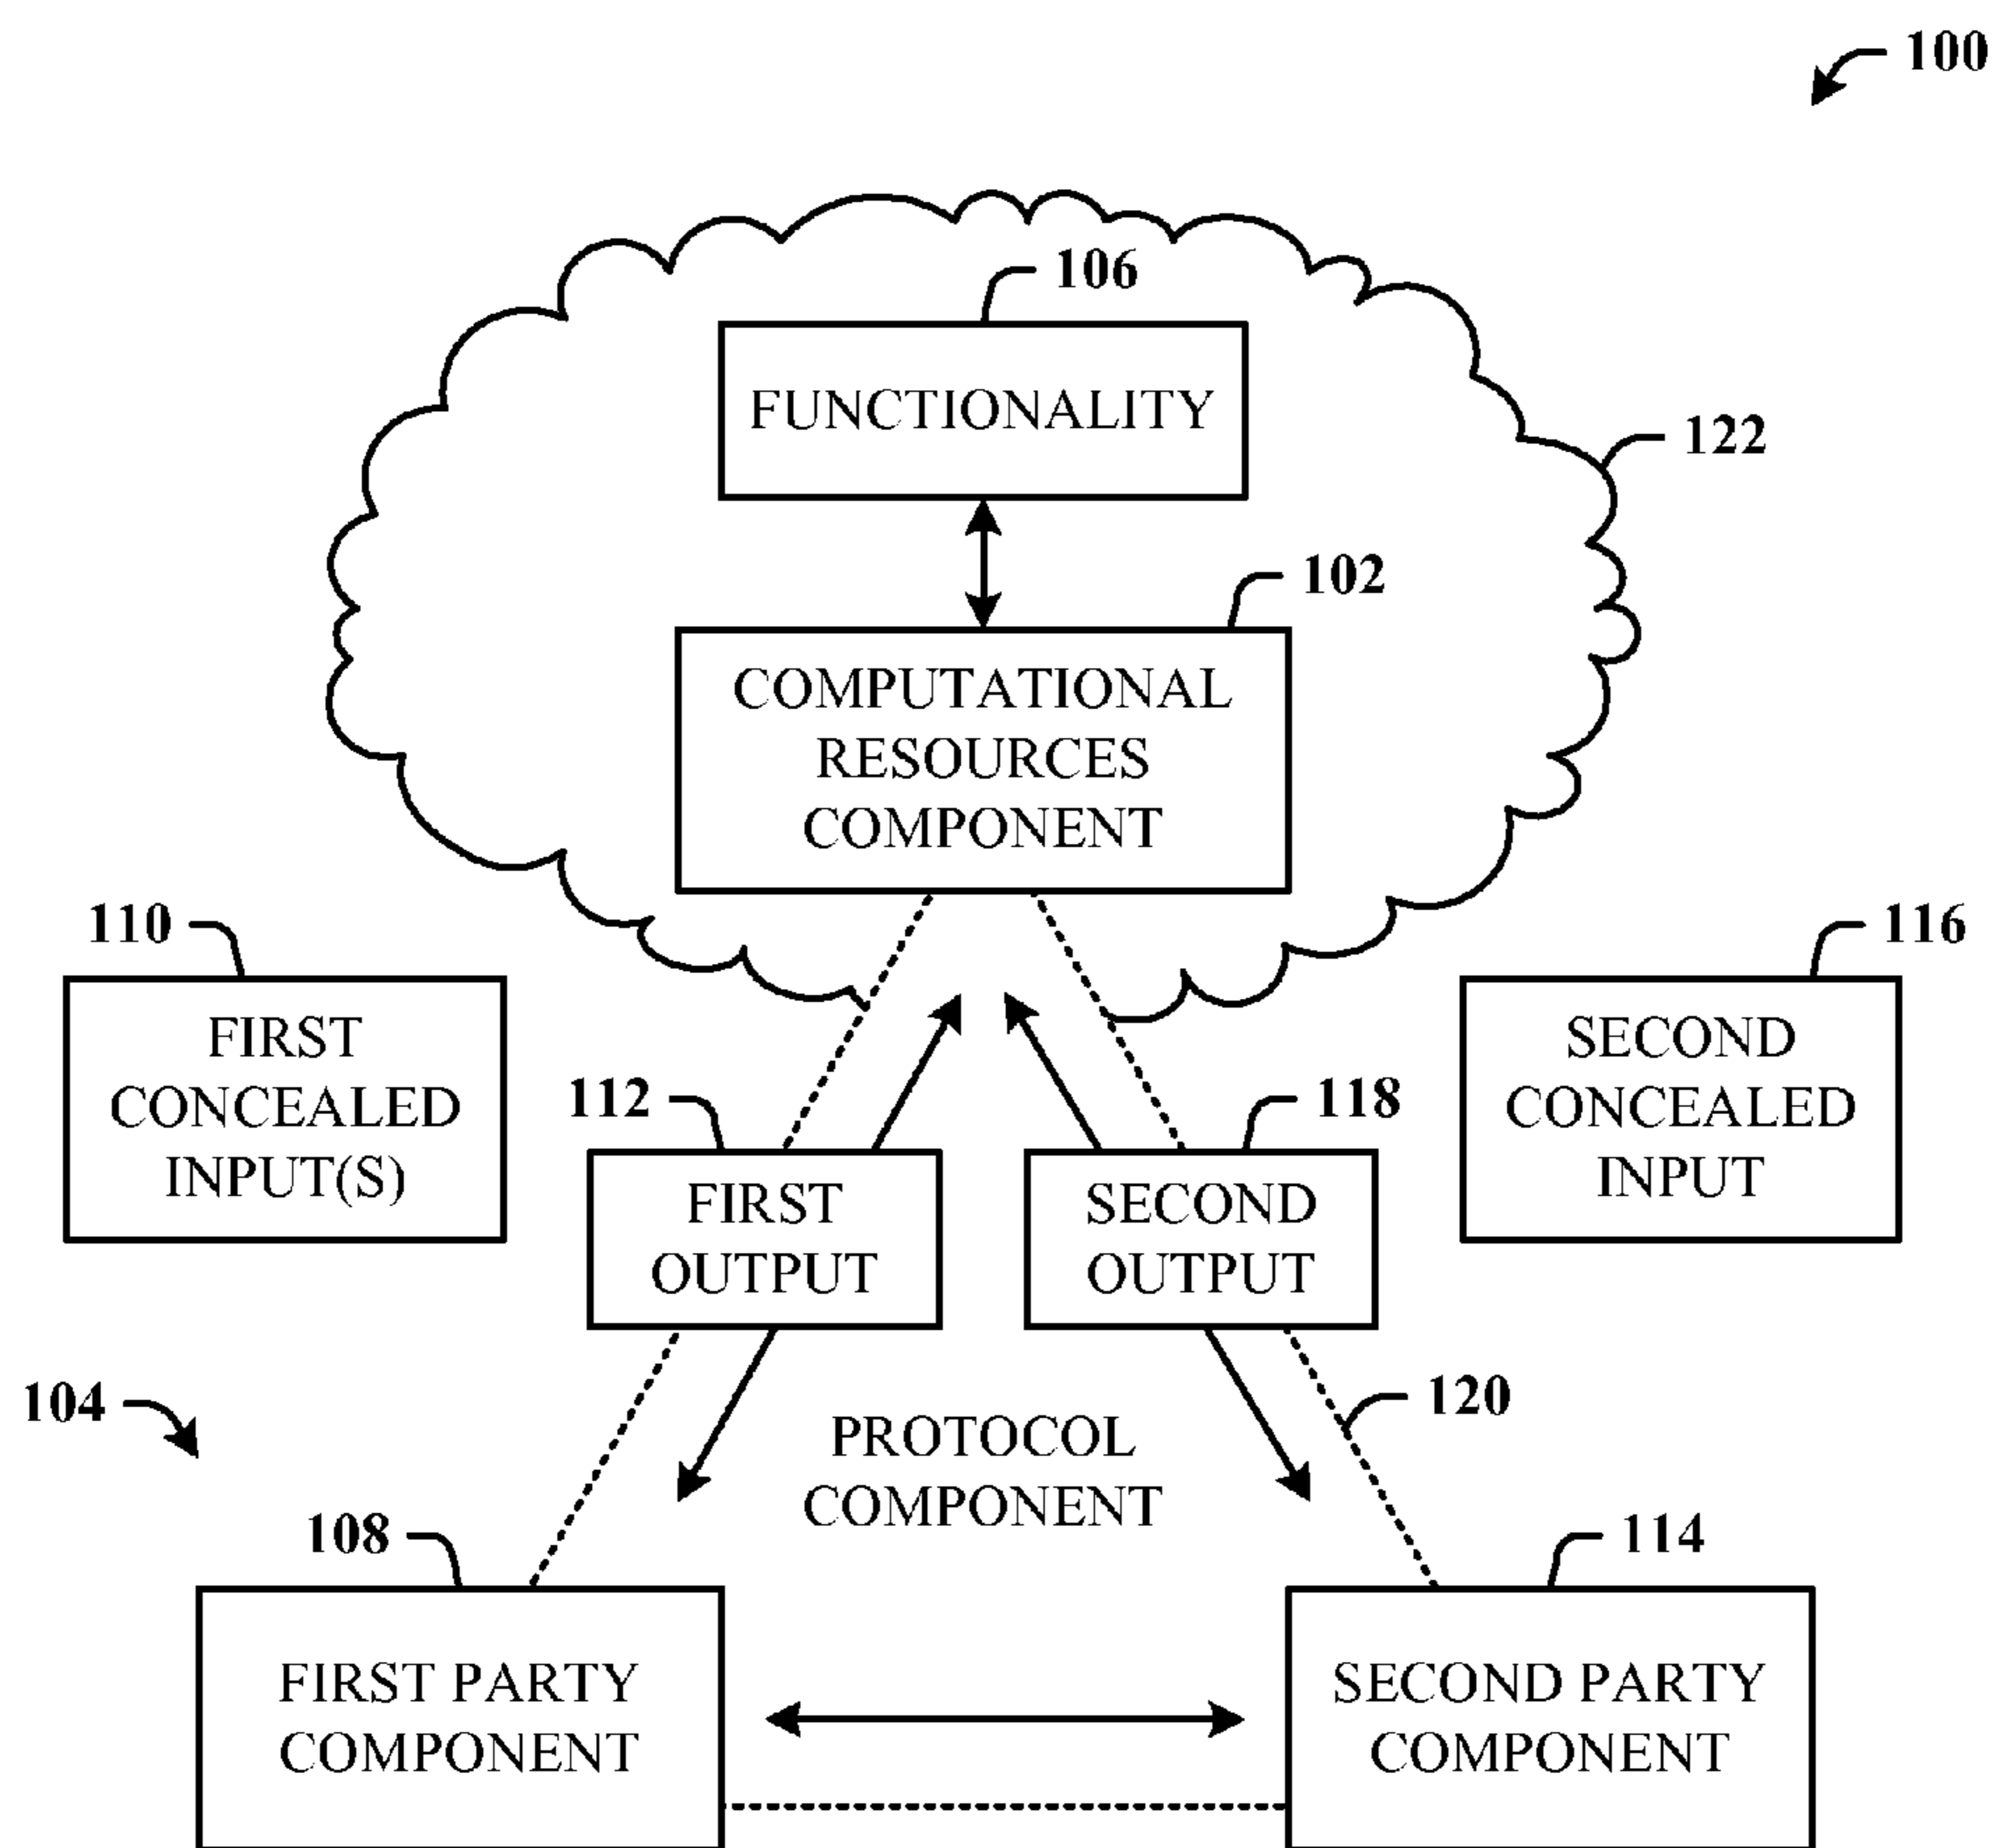 100
106
FUNCTIONALITY
122
102
COMPUTATIONAL
RESOURCES
COMPONENT
110
116
FIRST
CONCEALED
INPUT(S)
SECOND
CONCEALED
INPUT
112
118
FIRST
OUTPUT
SECOND
OUTPUT
104
120
PROTOCOL
COMPONENT
108
114
FIRST PARTY
COMPONENT
SECOND PARTY
COMPONENT